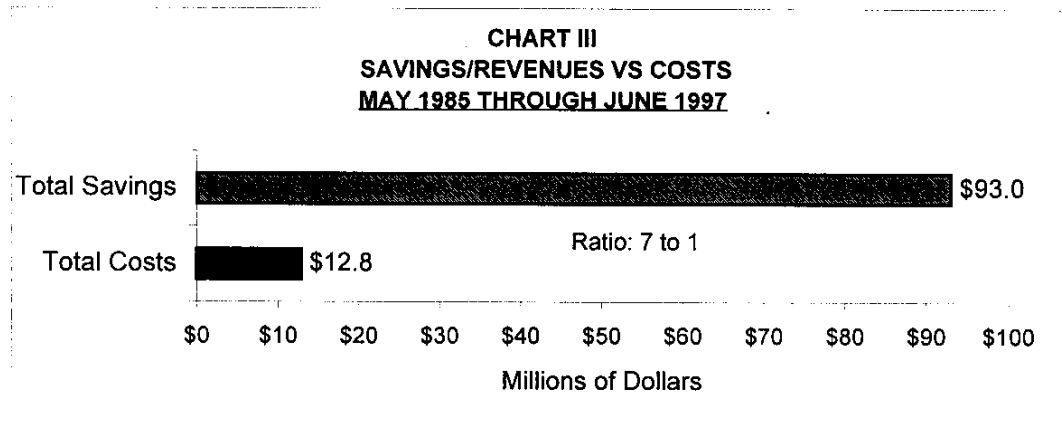 CHART III
SAVINGS/REVENUES VS COSTS
MAY 1985 THROUGH JUNE 1997
Total Savings $93.0
Ratio: 7 to 1
Total Costs $12.8
$0 $10 $20 $30 $40 $50 $60 $70 $80 $90 $100
Millions of Dollars